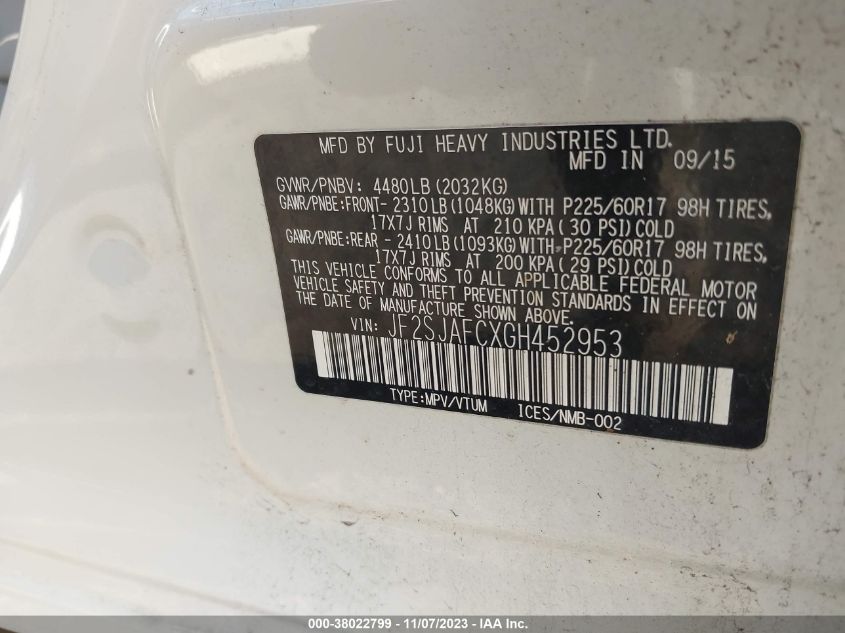 MFD BY FUJI HEAVY INDUSTRIES LTD.
MFD IN 09/15
GVWR/PNBV: 4480LB(2032KG)
GAWR/PNBE:FRONT- 2310LB(1048KG)WITH P225/60R17 98H TIRES,
17X7J RIMS AT 210 KPA(30 PSI)COLD
GAWR/PNBE:REAR - 2410LB(1093KG)WITH P225/60R17 98H TIRES,
17X7J RIMS AT 200 KPA(29 PSI)COLD
THIS VEHICLE CONFORMS TO ALL APPLICABLE FEDERAL MOTOR
VEHICLE SAFETY AND THEFT PREVENTION STANDARDS IN EFFECT ON
THE DATE OF MANUFACTURE SHOWN ABOVE.
VIN: JF2SJAFCXGH452953
TYPE:MPV/VTUM ICES/NMB-002
000-38022799 - 11/07/2023 - IAA Inc.